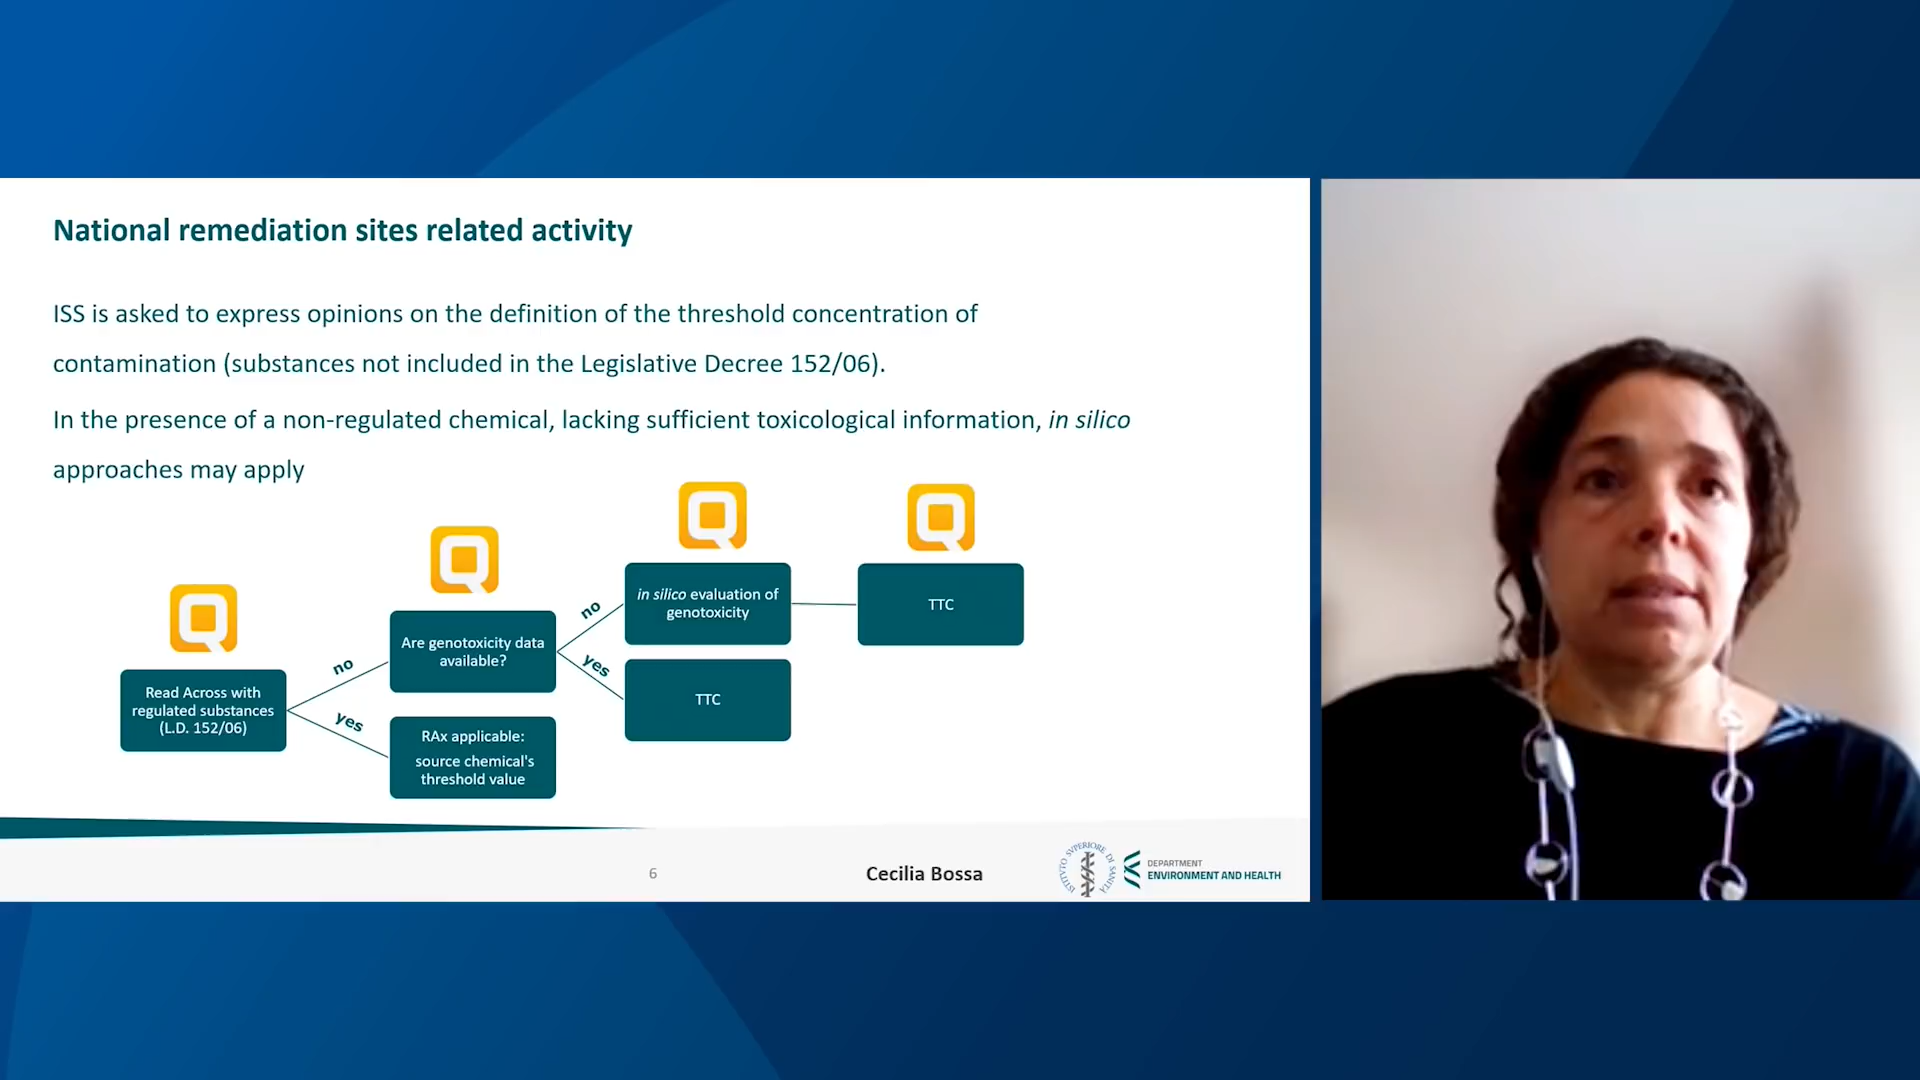 National remediation sites related activity
ISS is asked to express opinions on the definition of the threshold concentration of
contamination (substances not included in the Legislative Decree 152/06).
In the presence of a non-regulated chemical, lacking sufficient toxicological information, in silico
approaches may apply
Read Across with
regulated substances
(L.D. 152/06)
no
yes
Are genotoxicity data
available?
RAx applicable:
source chemical's
threshold value
no
yes
in silico evaluation of
genotoxicity
TTC
TTC
6
Cecilia Bossa
ISTITUTO SVPERIORE DI SANITÀ
DEPARTMENT
ENVIRONMENT AND HEALTH